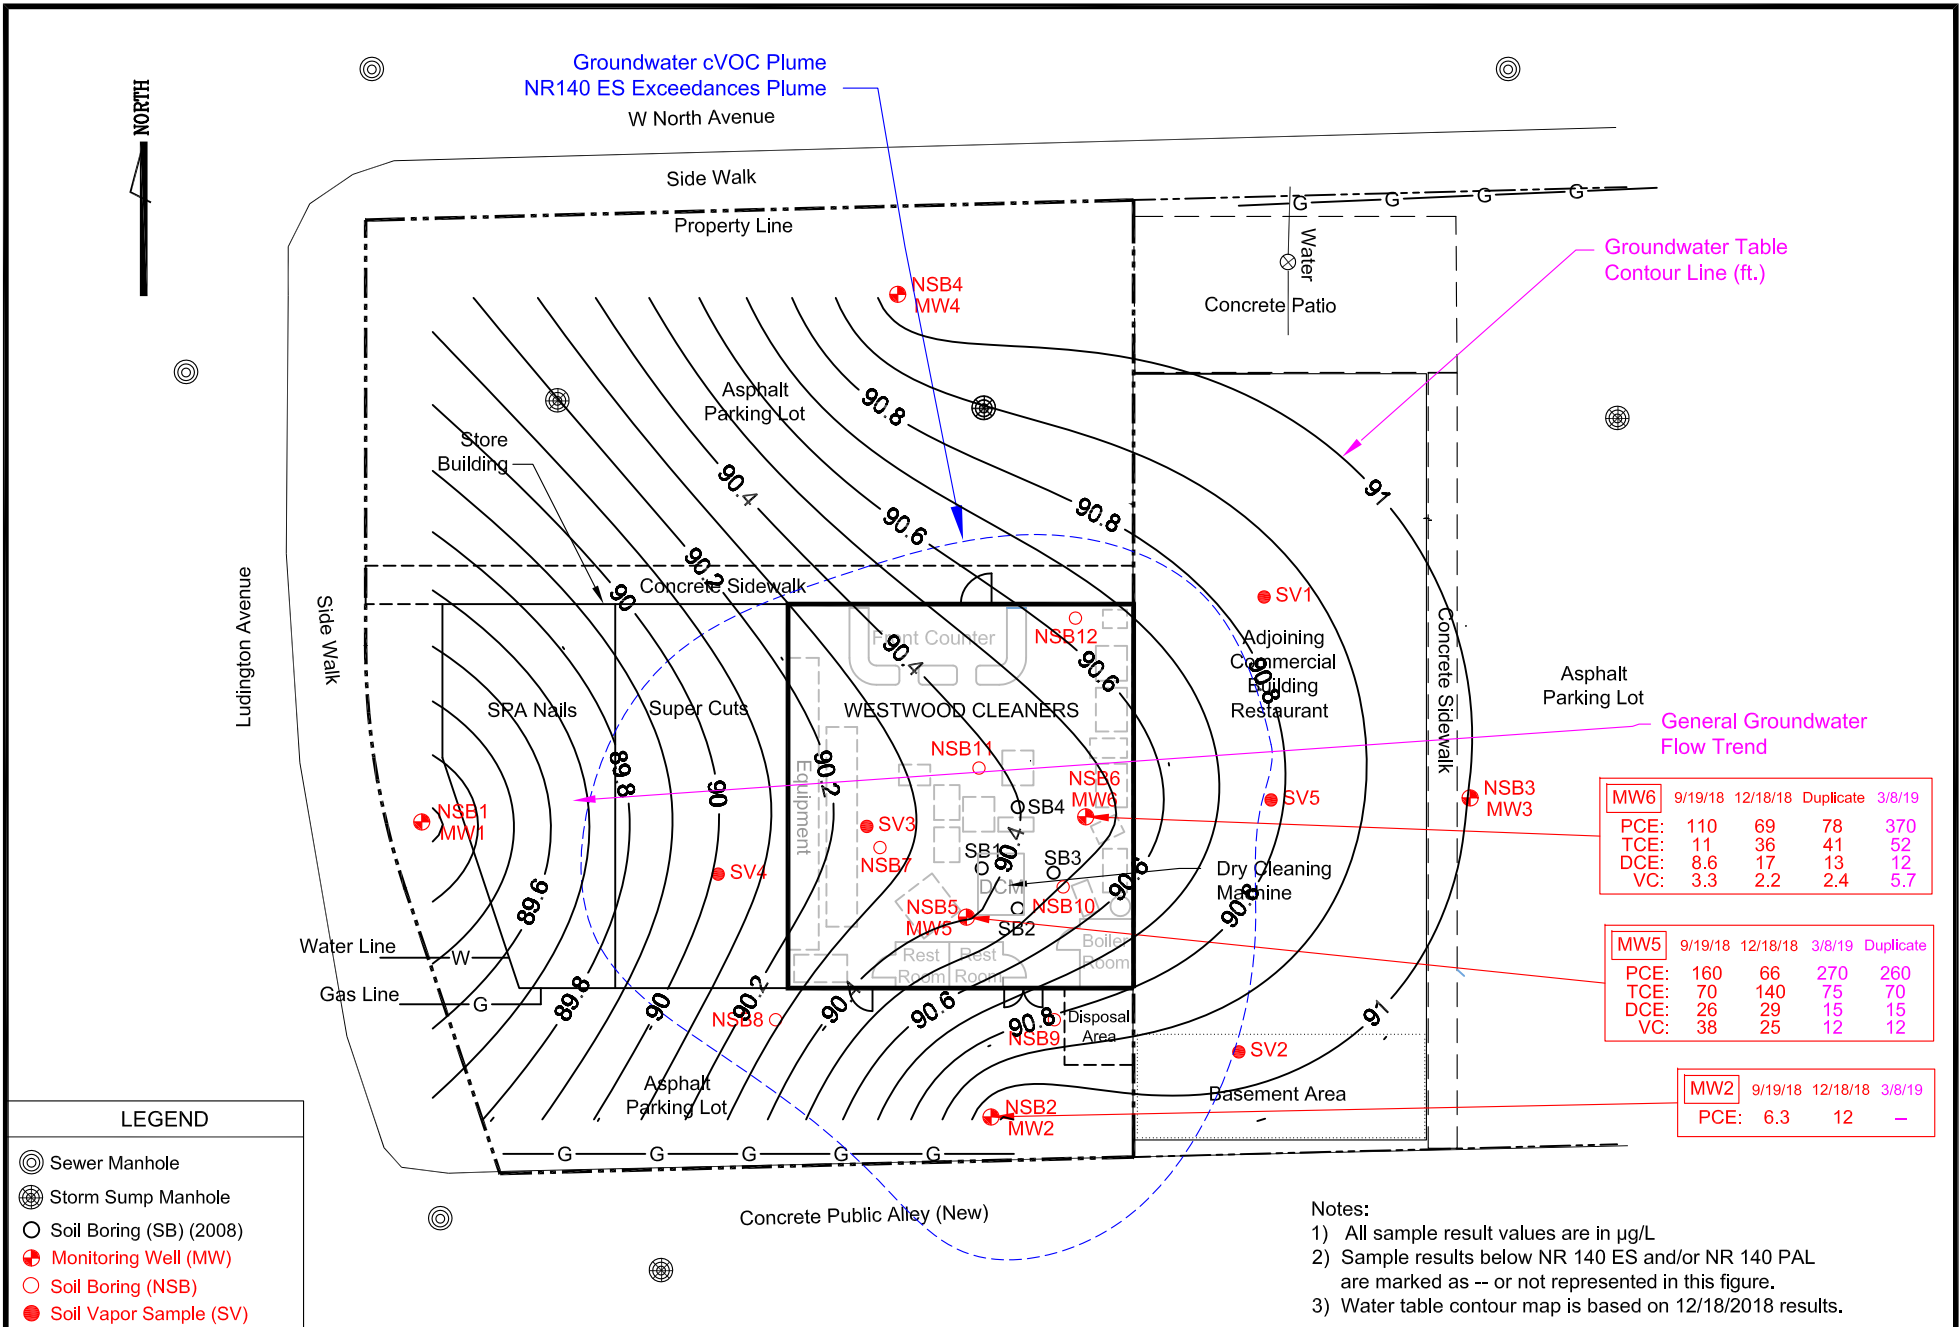 Groundwater cVOC Plume
NR140 ES Exceedances Plume
W North Avenue
NORTH
Side Walk
Property Line
G G G G
Water
Concrete Patio
Groundwater Table
Contour Line (ft.)
NSB4
MW4
Asphalt
Parking Lot
Store
Building
90.8
90.4
90.6
90.8
91
90.2
90
Concrete Sidewalk
Ludington Avenue
Side Walk
SPA Nails
Super Cuts
Front Counter
WESTWOOD CLEANERS
90.4
NSB12
90.6
SV1
Adjoining
Commercial
Building
Restaurant
90.8
Concrete Sidewalk
Asphalt
Parking Lot
General Groundwater
Flow Trend
NSB11
NSB6
MW6
SB4
SV5
NSB3
MW3
NSB1
MW1
89.8
90
90.2
Equipment
SV3
NSB7
SV4
SB1
90.4
SB3
DCM
Dry Cleaning
Machine
90.6
90.8
NSB5
MW5
NSB10
SB2
Rest
Room
Rest
Room
Boiler
Room
89.6
Water Line
W
Gas Line
G
89.8
90
90.2
90.4
90.6
90.8
91
NSB8
NSB9
Disposal
Area
SV2
Basement Area
Asphalt
Parking Lot
NSB2
MW2
G G G G G
Concrete Public Alley (New)
MW6 9/19/18 12/18/18 Duplicate 3/8/19
PCE: 110 69 78 370
TCE: 11 36 41 52
DCE: 8.6 17 13 12
VC: 3.3 2.2 2.4 5.7
MW5 9/19/18 12/18/18 3/8/19 Duplicate
PCE: 160 66 270 260
TCE: 70 140 75 70
DCE: 26 29 15 15
VC: 38 25 12 12
MW2 9/19/18 12/18/18 3/8/19
PCE: 6.3 12 –
LEGEND
Sewer Manhole
Storm Sump Manhole
Soil Boring (SB) (2008)
Monitoring Well (MW)
Soil Boring (NSB)
Soil Vapor Sample (SV)
Notes:
1) All sample result values are in µg/L
2) Sample results below NR 140 ES and/or NR 140 PAL
are marked as -- or not represented in this figure.
3) Water table contour map is based on 12/18/2018 results.